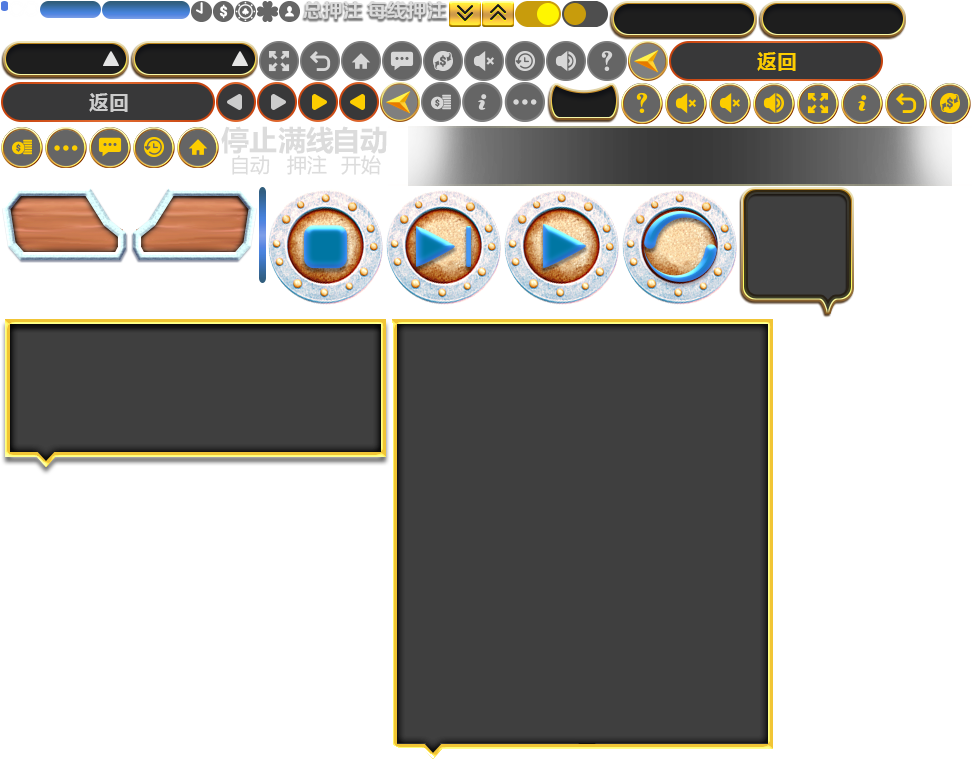 总押注 每线押注
返回
返回
停止满线自动
自动 押注 开始